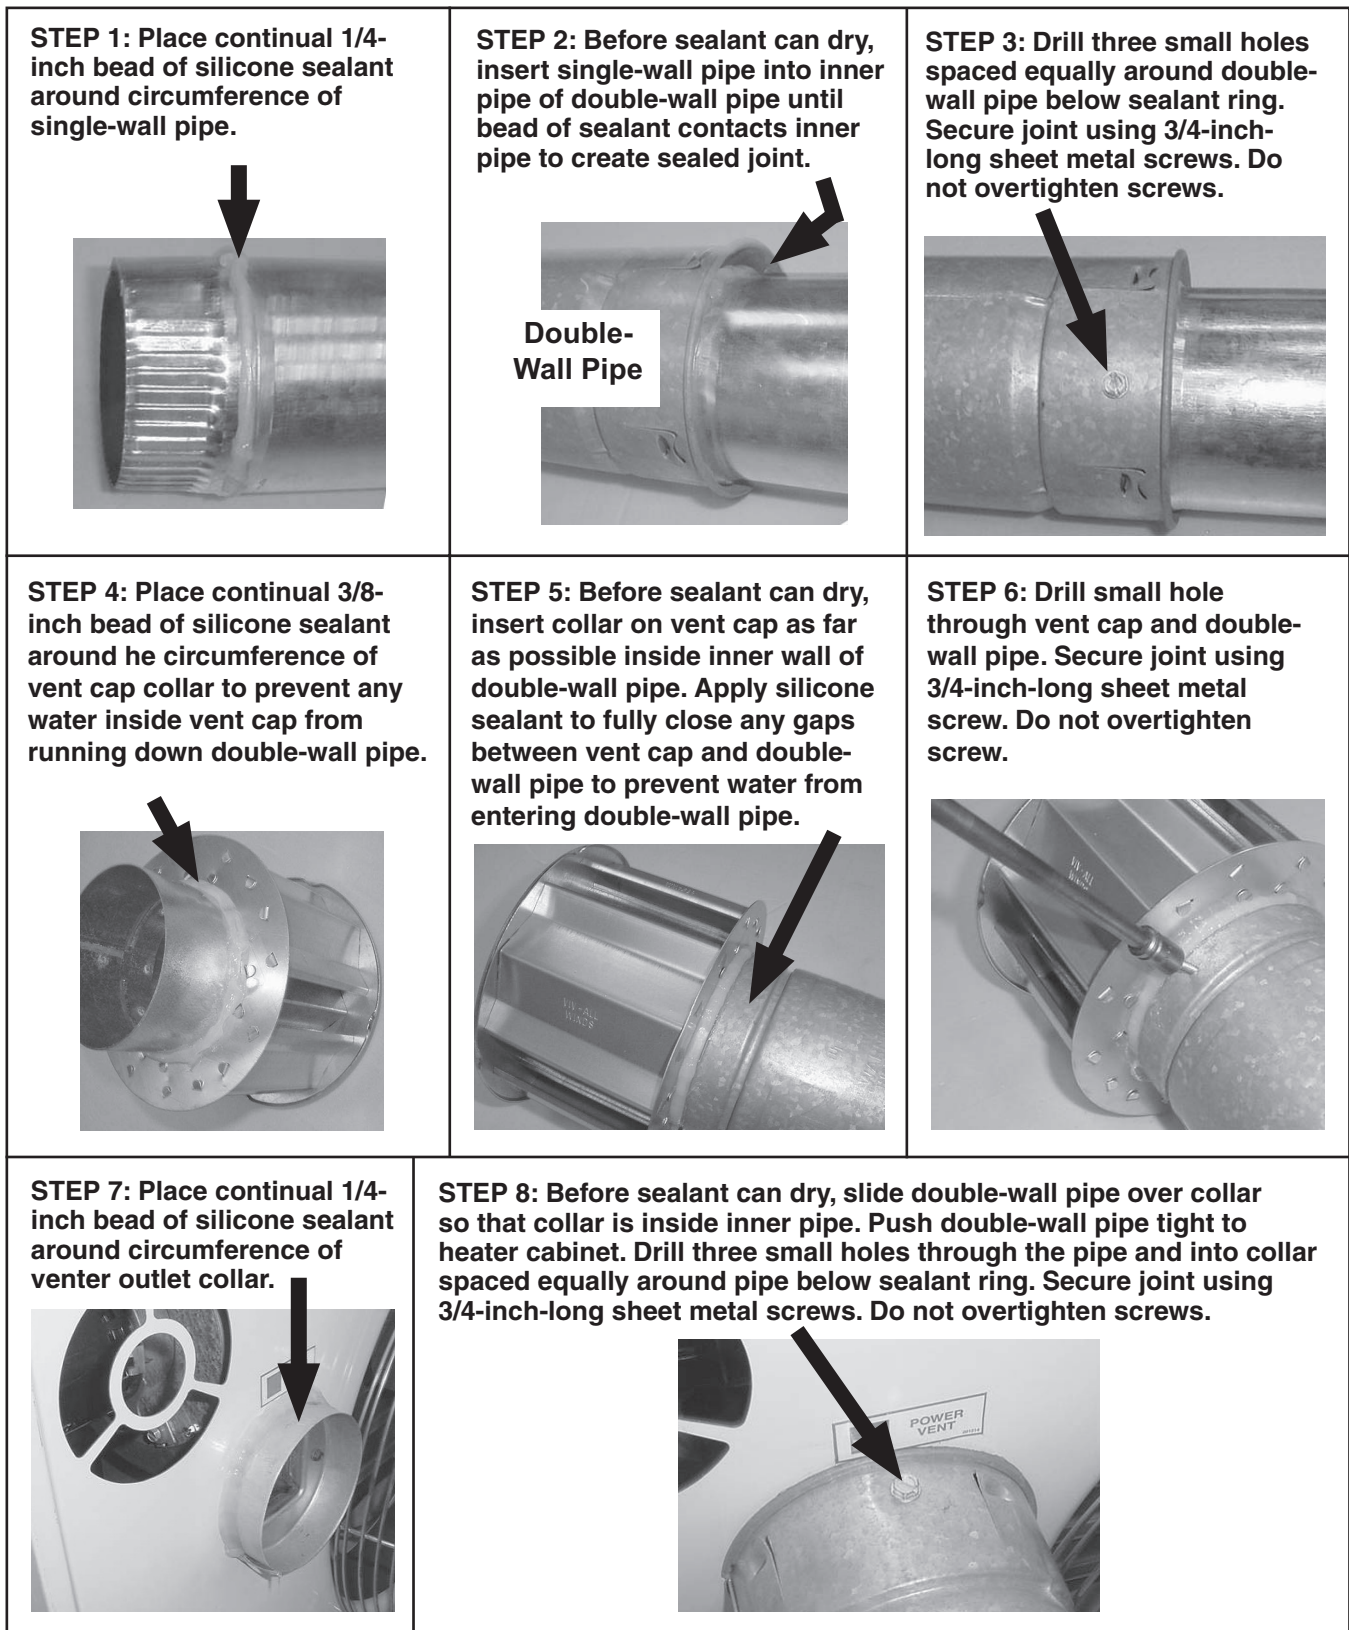 STEP 1: Place continual 1/4-
inch bead of silicone sealant
around circumference of
single-wall pipe.
STEP 2: Before sealant can dry,
insert single-wall pipe into inner
pipe of double-wall pipe until
bead of sealant contacts inner
pipe to create sealed joint.
Double-
Wall Pipe
STEP 3: Drill three small holes
spaced equally around double-
wall pipe below sealant ring.
Secure joint using 3/4-inch-
long sheet metal screws. Do
not overtighten screws.
STEP 4: Place continual 3/8-
inch bead of silicone sealant
around he circumference of
vent cap collar to prevent any
water inside vent cap from
running down double-wall pipe.
STEP 5: Before sealant can dry,
insert collar on vent cap as far
as possible inside inner wall of
double-wall pipe. Apply silicone
sealant to fully close any gaps
between vent cap and double-
wall pipe to prevent water from
entering double-wall pipe.
VIV-ALL
WINDS
STEP 6: Drill small hole
through vent cap and double-
wall pipe. Secure joint using
3/4-inch-long sheet metal
screw. Do not overtighten
screw.
VIV-ALL
WINDS
STEP 7: Place continual 1/4-
inch bead of silicone sealant
around circumference of
venter outlet collar.
STEP 8: Before sealant can dry, slide double-wall pipe over collar
so that collar is inside inner pipe. Push double-wall pipe tight to
heater cabinet. Drill three small holes through the pipe and into collar
spaced equally around pipe below sealant ring. Secure joint using
3/4-inch-long sheet metal screws. Do not overtighten screws.
POWER
VENT